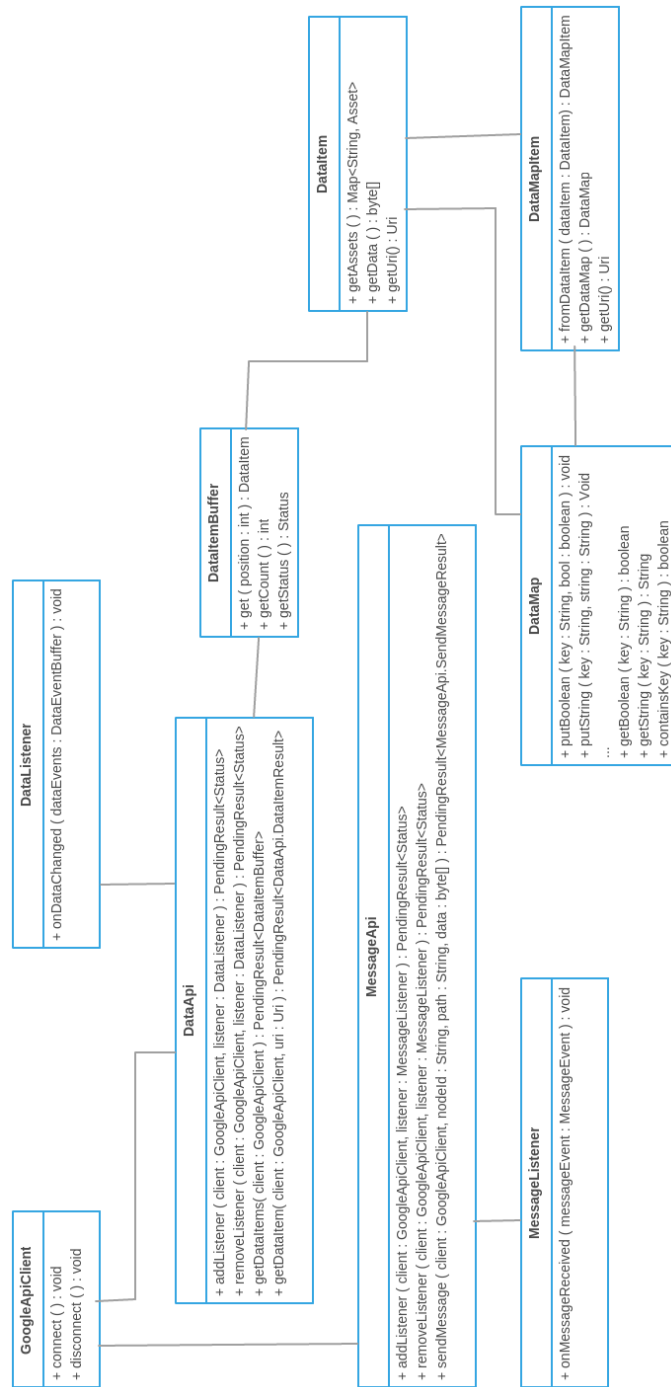 GoogleApiClient
+ connect ( ) : void
+ disconnect ( ) : void
DataListener
+ onDataChanged ( dataEvents : DataEventBuffer ) : void
DataApi
+ addListener ( client : GoogleApiClient, listener : DataListener ) : PendingResult<Status>
+ removeListener ( client : GoogleApiClient, listener : DataListener ) : PendingResult<Status>
+ getDataItems( client : GoogleApiClient ) : PendingResult<DataItemBuffer>
+ getDataItem( client : GoogleApiClient, uri : Uri ) : PendingResult<DataApi.DataItemResult>
DataItemBuffer
+ get ( position : int ) : DataItem
+ getCount ( ) : int
+ getStatus ( ) : Status
DataItem
+ getAssets ( ) : Map<String, Asset>
+ getData ( ) : byte[]
+ getUri() : Uri
MessageApi
+ addListener ( client : GoogleApiClient, listener : MessageListener ) : PendingResult<Status>
+ removeListener ( client : GoogleApiClient, listener : MessageListener ) : PendingResult<Status>
+ sendMessage ( client : GoogleApiClient, nodeId : String, path : String, data : byte[] ) : PendingResult<MessageApi.SendMessageResult>
MessageListener
+ onMessageReceived ( messageEvent : MessageEvent ) : void
DataMap
+ putBoolean ( key : String, bool : boolean ) : void
+ putString ( key : String, string : String ) : Void
...
+ getBoolean ( key : String ) : boolean
+ getString ( key : String ) : String
+ containsKey ( key : String ) : boolean
DataMapItem
+ fromDataItem ( dataItem : DataItem) : DataMapItem
+ getDataMap ( ) : DataMap
+ getUri() : Uri